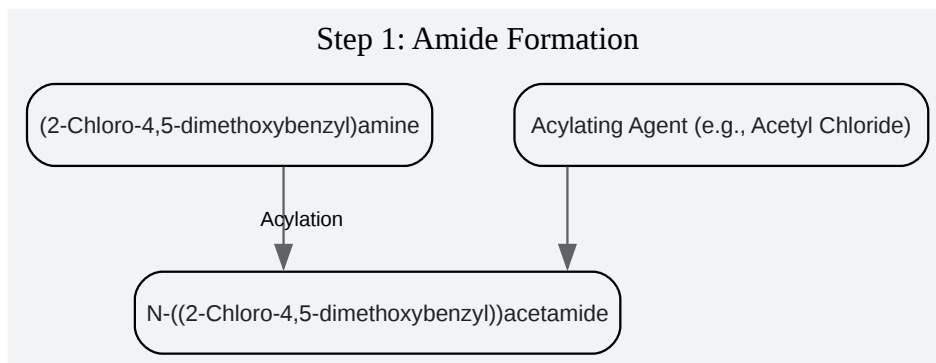 Step 1: Amide Formation
(2-Chloro-4,5-dimethoxybenzyl)amine
Acylating Agent (e.g., Acetyl Chloride)
Acylation
N-((2-Chloro-4,5-dimethoxybenzyl))acetamide